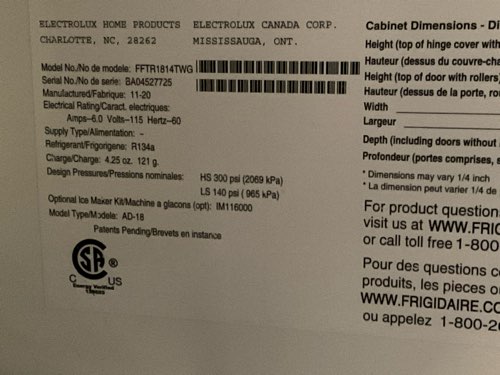 ELECTROLUX HOME PRODUCTS ELECTROLUX CANADA CORP.
CHARLOTTE, NC, 28262 MISSISSAUGA, ONT.
Model No./No de modele: FFTR1814TWG
Serial No./No de serie: BA04527725
Manufactured/Fabrique: 11-20
Electrical Rating/Caract. electriques:
Amps-6.0 Volts-115 Hertz-60
Supply Type/Alimentation: -
Refrigerant/Frigorigene: R134a
Charge/Charge: 4.25 oz. 121 g.
Design Pressures/Pressions nominales: HS 300 psi (2069 kPa)
LS 140 psi ( 965 kPa)
Optional Ice Maker Kit/Machine a glacons (opt): IM116000
Model Type/Modele: AD-18
Patents Pending/Brevets en instance
CSA ®
C US
Energy Verified
Cabinet Dimensions - Di
Height (top of hinge cover with
Hauteur (dessus du couvre-cha
Height (top of door with rollers)
Hauteur (dessus de la porte, rou
Width
Largeur
Depth (including doors without
Profondeur (portes comprises, s
* Dimensions may vary 1/4 inch
* La dimension peut varier 1/4 de
For product question
visit us at WWW.FRIG
or call toll free 1-800
Pour des questions co
produits, les pieces o
WWW.FRIGIDAIRE.CO
ou appelez 1-800-26